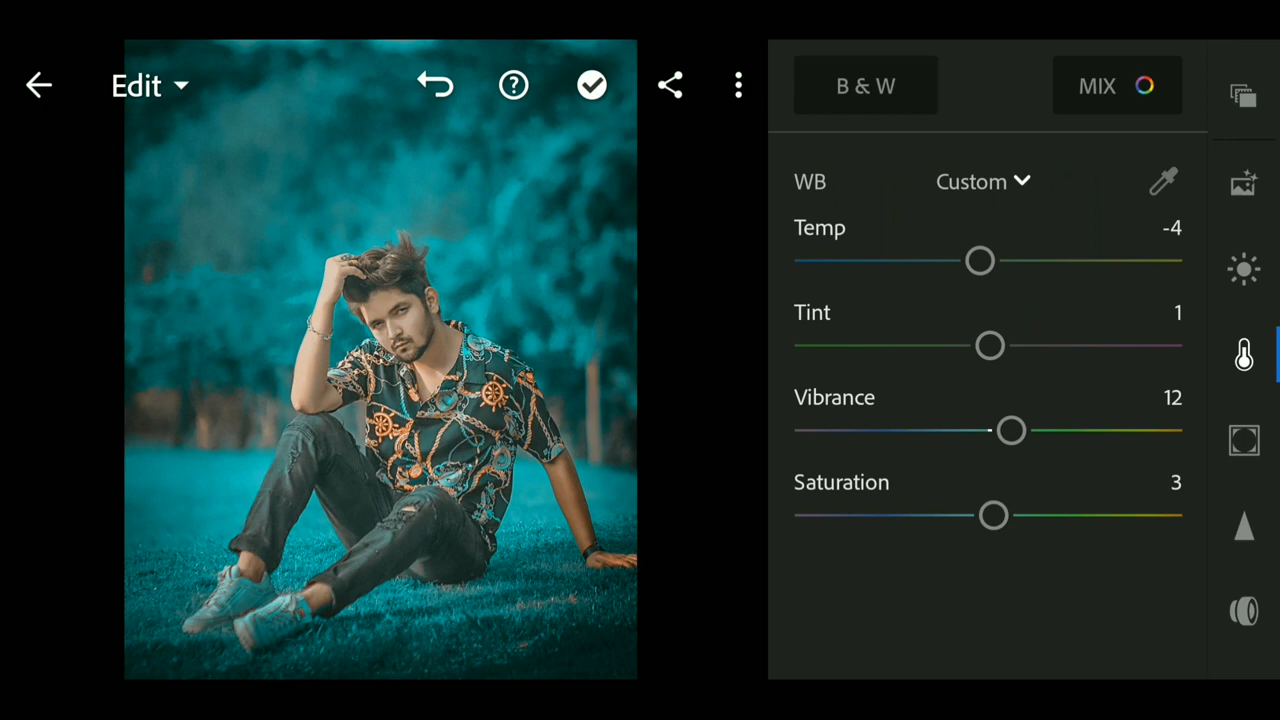 Edit
B & W
MIX
WB
Custom
Temp
-4
Tint
1
Vibrance
12
Saturation
3